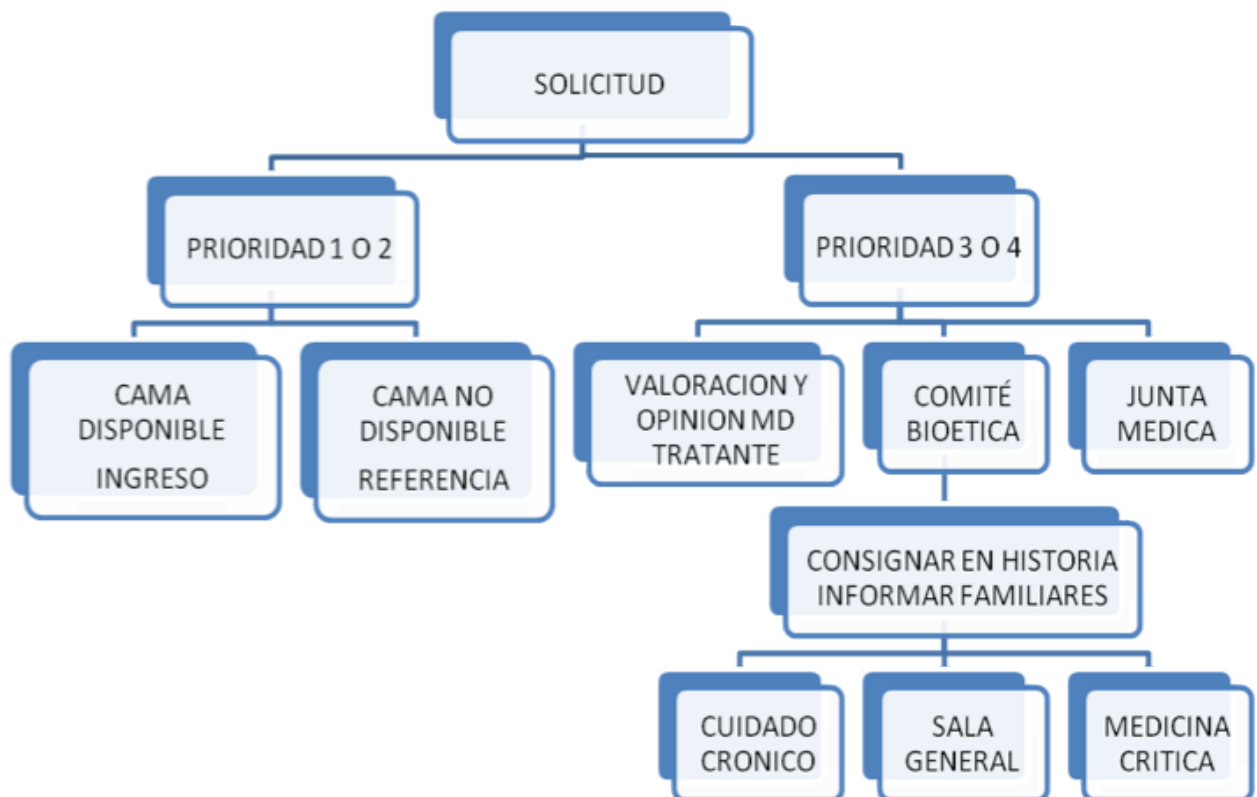 SOLICITUD
PRIORIDAD 1 O 2
PRIORIDAD 3 O 4
CAMA
DISPONIBLE
INGRESO
CAMA NO
DISPONIBLE
REFERENCIA
VALORACION Y
OPINION MD
TRATANTE
COMITÉ
BIOETICA
JUNTA
MEDICA
CONSIGNAR EN HISTORIA
INFORMAR FAMILIARES
CUIDADO
CRONICO
SALA
GENERAL
MEDICINA
CRITICA